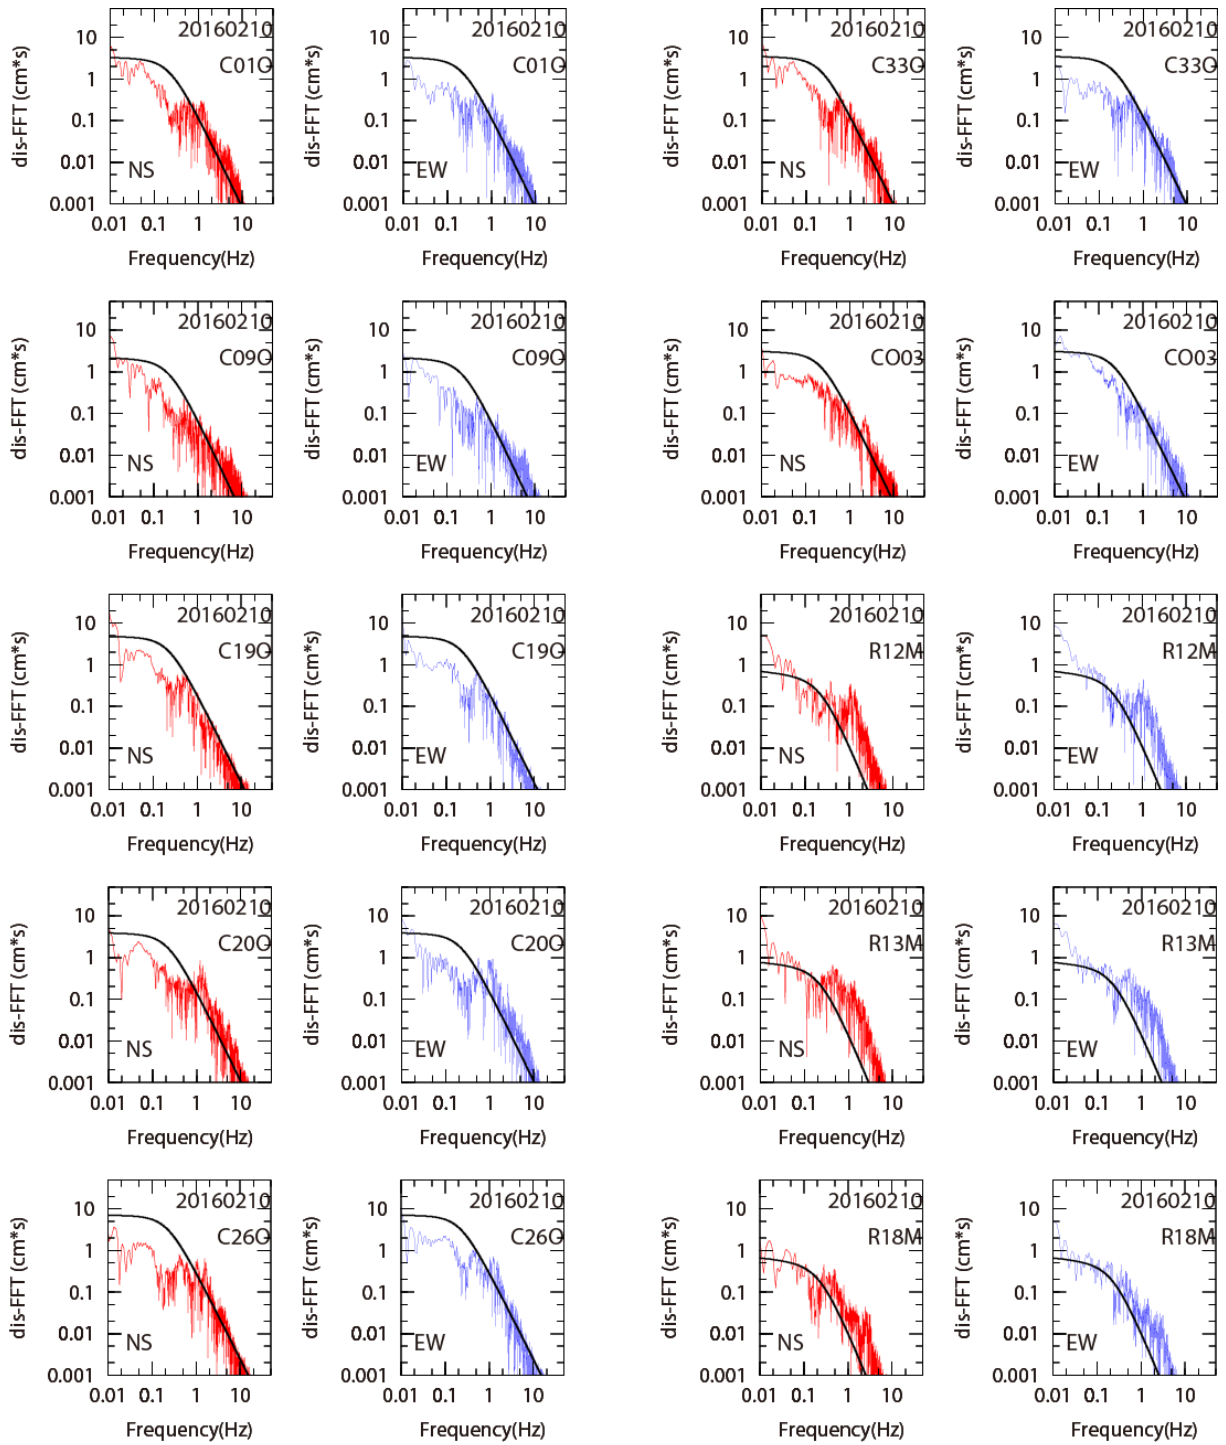 dis-FFT (cm*s)
10
1
0.1
0.01
0.001
20160210
C01O
NS
0.01 0.1 1 10
Frequency(Hz)
dis-FFT (cm*s)
10
1
0.1
0.01
0.001
20160210
C01O
EW
0.01 0.1 1 10
Frequency(Hz)
dis-FFT (cm*s)
10
1
0.1
0.01
0.001
20160210
C33O
NS
0.01 0.1 1 10
Frequency(Hz)
dis-FFT (cm*s)
10
1
0.1
0.01
0.001
20160210
C33O
EW
0.01 0.1 1 10
Frequency(Hz)
dis-FFT (cm*s)
10
1
0.1
0.01
0.001
20160210
C09O
NS
0.01 0.1 1 10
Frequency(Hz)
dis-FFT (cm*s)
10
1
0.1
0.01
0.001
20160210
C09O
EW
0.01 0.1 1 10
Frequency(Hz)
dis-FFT (cm*s)
10
1
0.1
0.01
0.001
20160210
CO03
NS
0.01 0.1 1 10
Frequency(Hz)
dis-FFT (cm*s)
10
1
0.1
0.01
0.001
20160210
CO03
EW
0.01 0.1 1 10
Frequency(Hz)
dis-FFT (cm*s)
10
1
0.1
0.01
0.001
20160210
C19O
NS
0.01 0.1 1 10
Frequency(Hz)
dis-FFT (cm*s)
10
1
0.1
0.01
0.001
20160210
C19O
EW
0.01 0.1 1 10
Frequency(Hz)
dis-FFT (cm*s)
10
1
0.1
0.01
0.001
20160210
R12M
NS
0.01 0.1 1 10
Frequency(Hz)
dis-FFT (cm*s)
10
1
0.1
0.01
0.001
20160210
R12M
EW
0.01 0.1 1 10
Frequency(Hz)
dis-FFT (cm*s)
10
1
0.1
0.01
0.001
20160210
C20O
NS
0.01 0.1 1 10
Frequency(Hz)
dis-FFT (cm*s)
10
1
0.1
0.01
0.001
20160210
C20O
EW
0.01 0.1 1 10
Frequency(Hz)
dis-FFT (cm*s)
10
1
0.1
0.01
0.001
20160210
R13M
NS
0.01 0.1 1 10
Frequency(Hz)
dis-FFT (cm*s)
10
1
0.1
0.01
0.001
20160210
R13M
EW
0.01 0.1 1 10
Frequency(Hz)
dis-FFT (cm*s)
10
1
0.1
0.01
0.001
20160210
C26O
NS
0.01 0.1 1 10
Frequency(Hz)
dis-FFT (cm*s)
10
1
0.1
0.01
0.001
20160210
C26O
EW
0.01 0.1 1 10
Frequency(Hz)
dis-FFT (cm*s)
10
1
0.1
0.01
0.001
20160210
R18M
NS
0.01 0.1 1 10
Frequency(Hz)
dis-FFT (cm*s)
10
1
0.1
0.01
0.001
20160210
R18M
EW
0.01 0.1 1 10
Frequency(Hz)